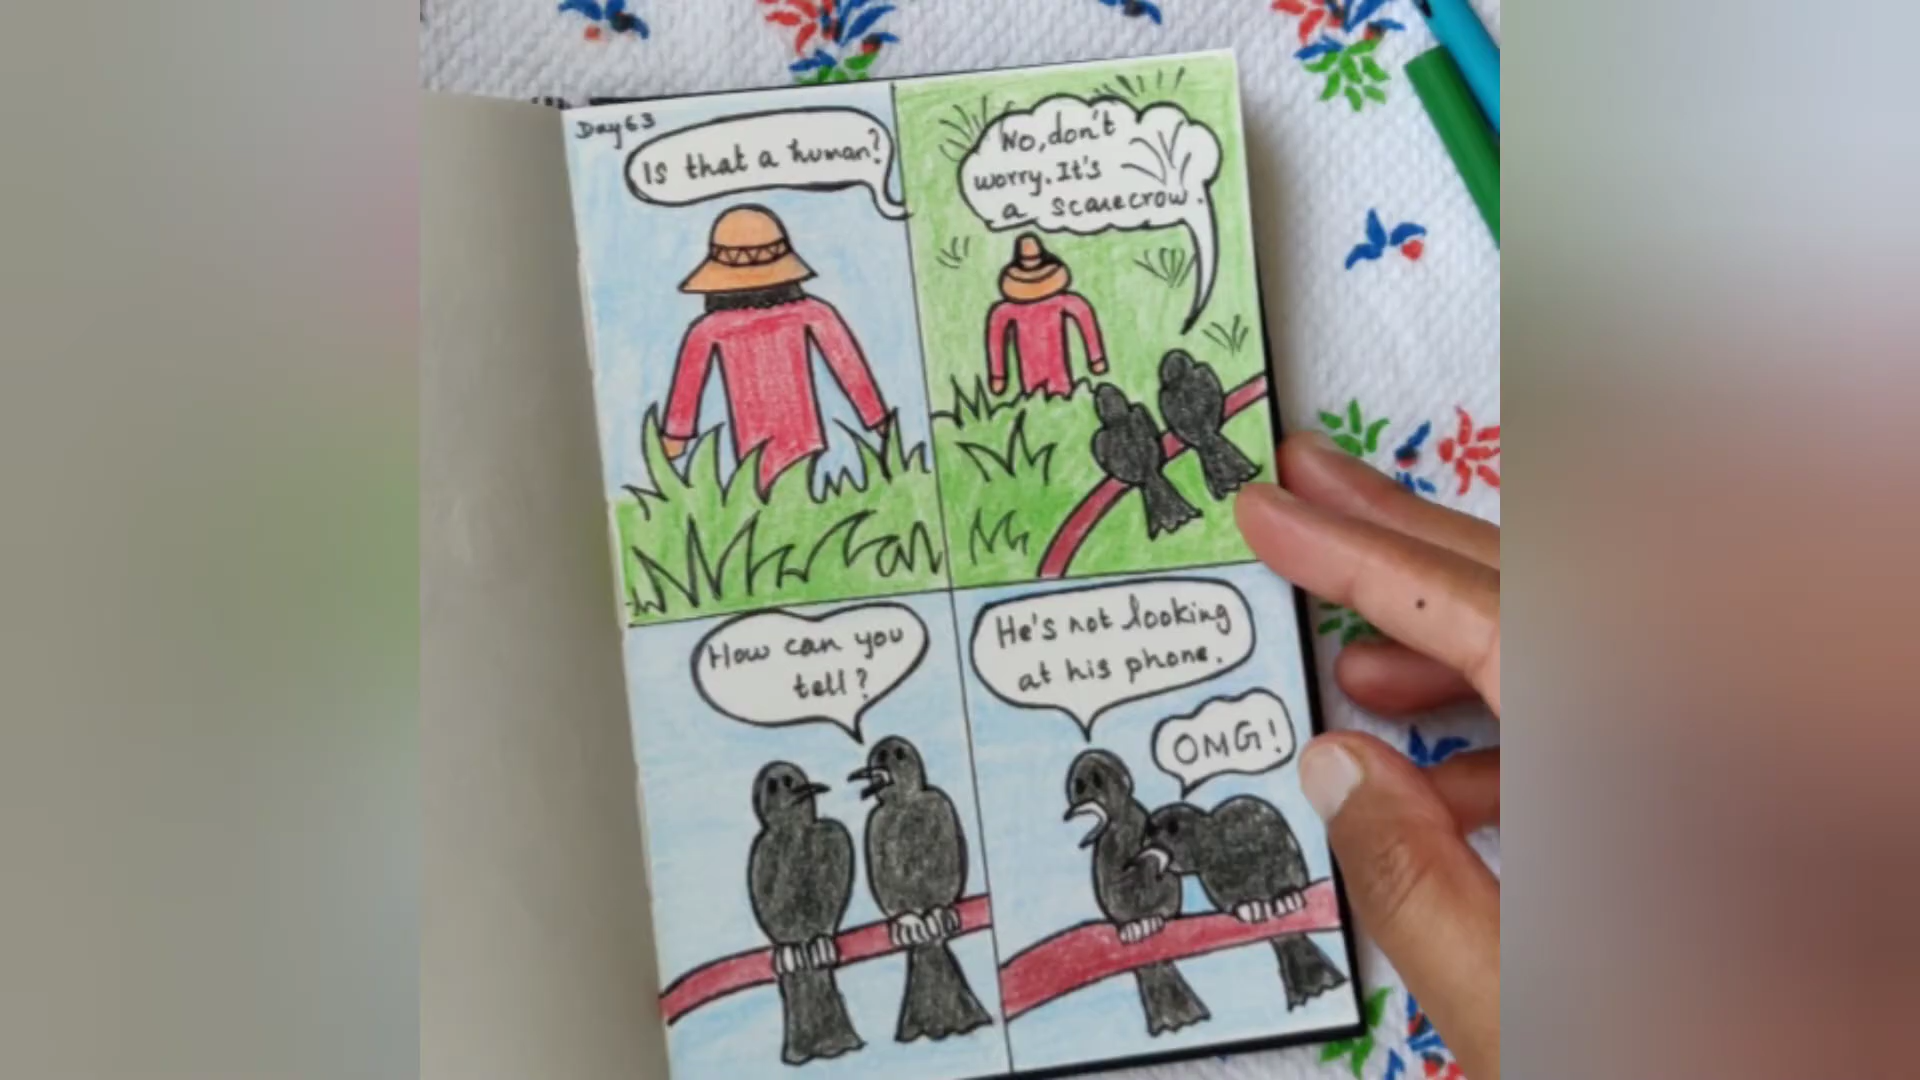 Day 63
Is that a human?
No, don't
worry. It's
a scarecrow.
How can you
tell?
He's not looking
at his phone.
OMG!